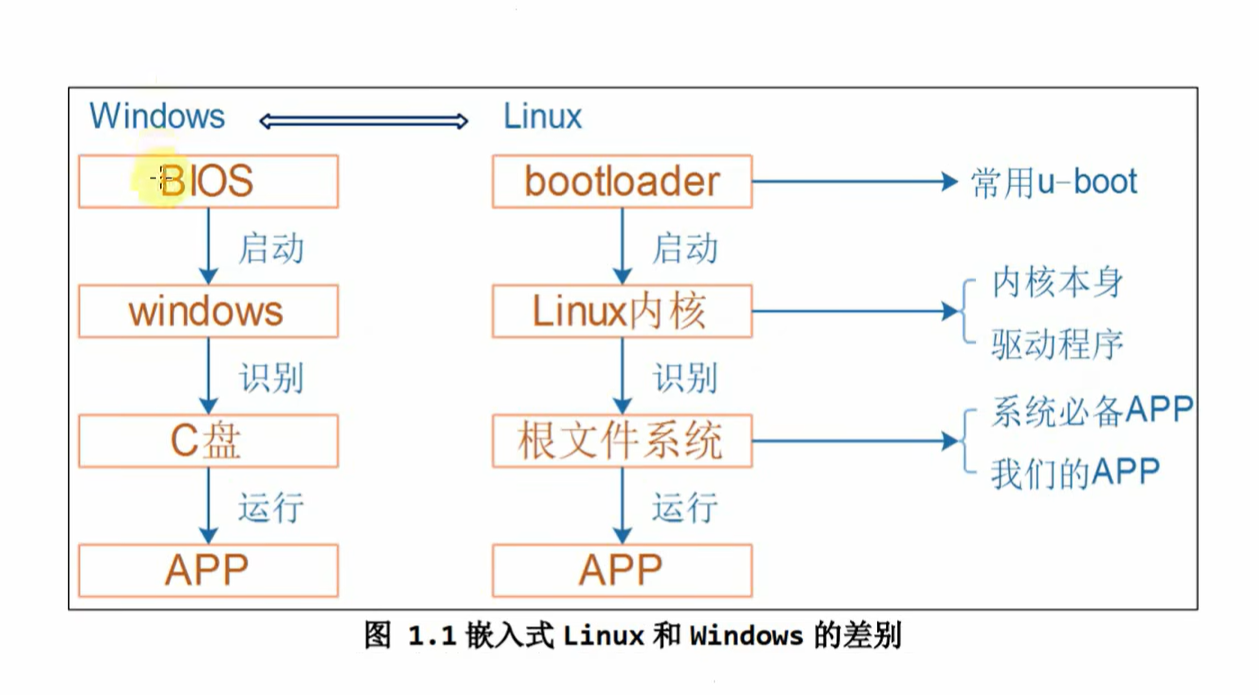 Windows
Linux
BIOS
bootloader
常用u-boot
启动
启动
windows
Linux内核
内核本身
驱动程序
识别
识别
C盘
根文件系统
系统必备APP
我们的APP
运行
运行
APP
APP
图 1.1 嵌入式 Linux 和 Windows 的差别